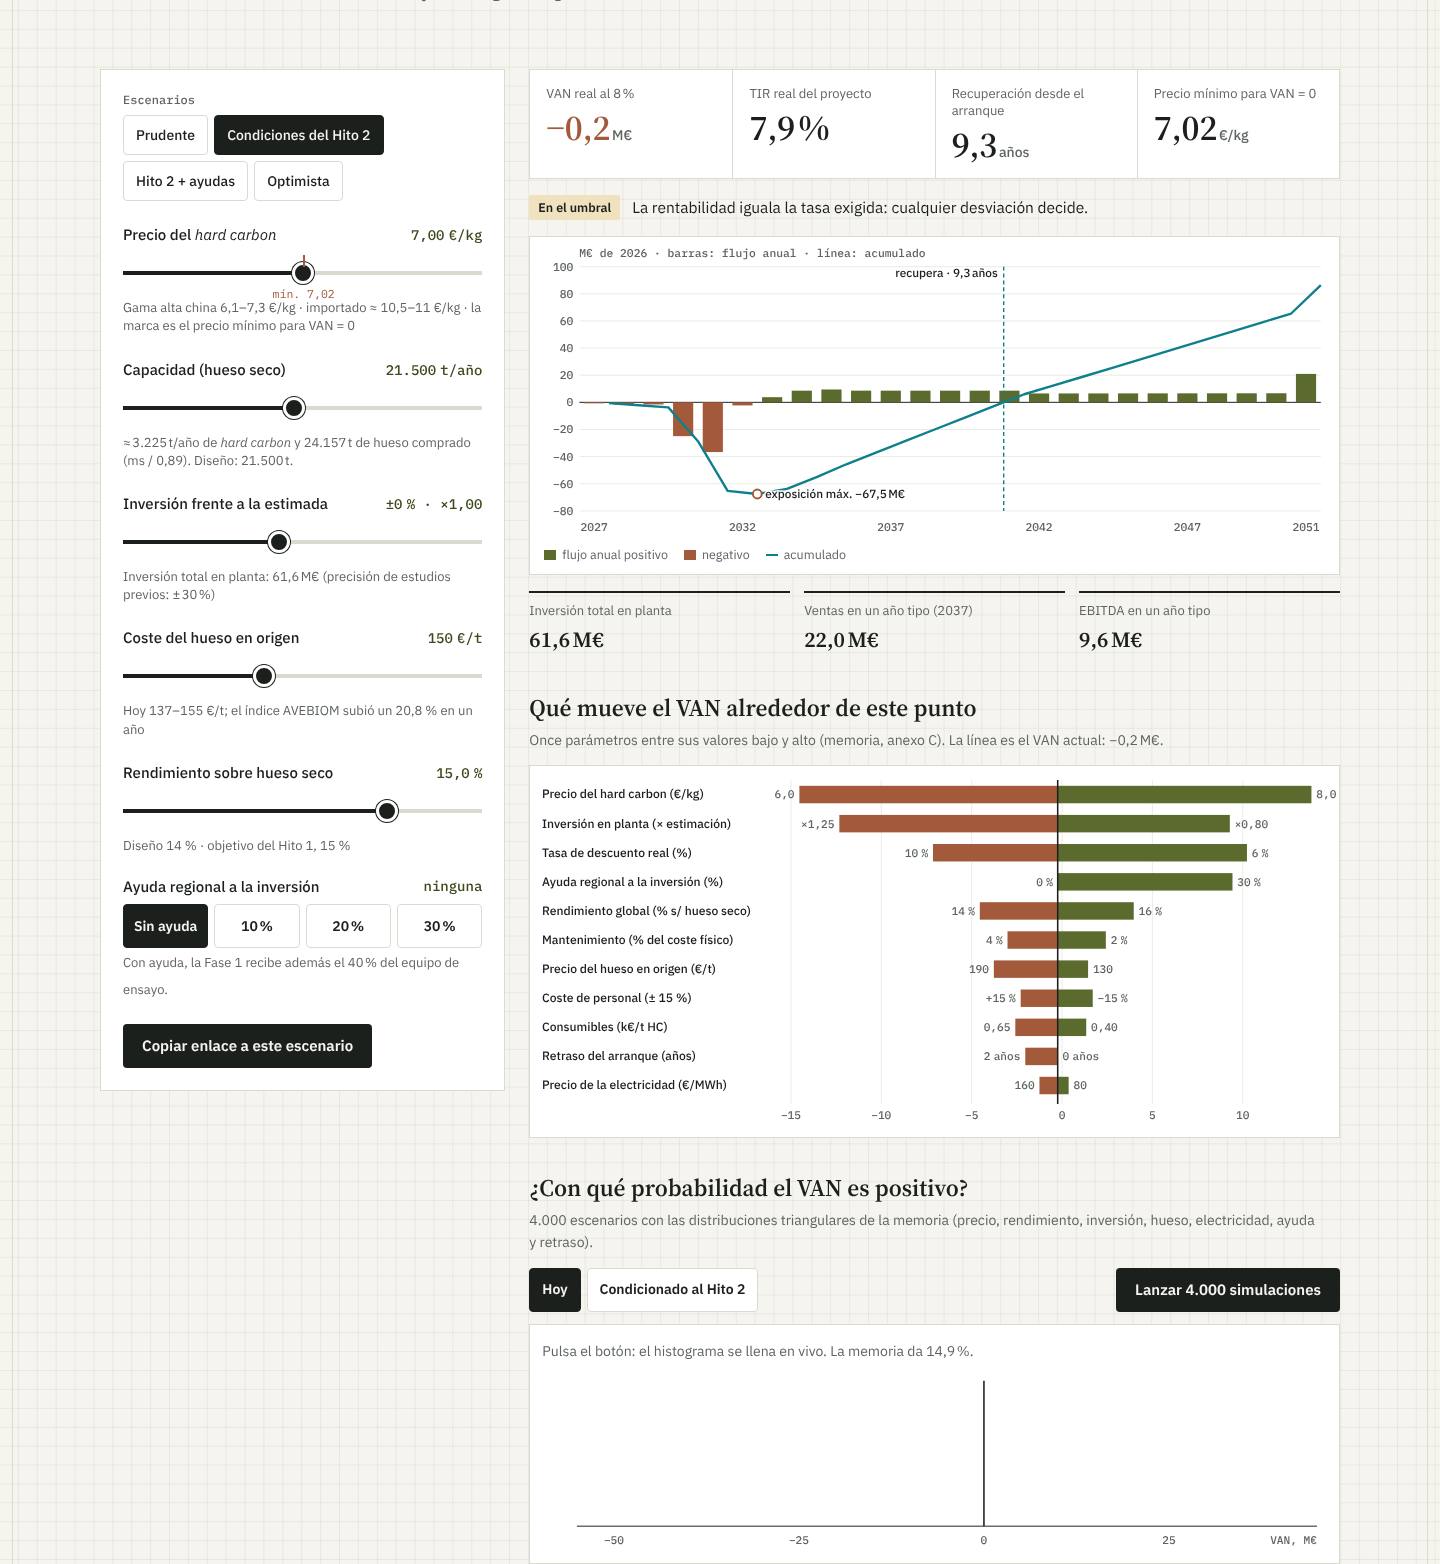 Escenarios
Prudente
Condiciones del Hito 2
Hito 2 + ayudas
Optimista
Precio del hard carbon
7,00 €/kg
mín. 7,02
Gama alta china 6,1–7,3 €/kg · importado ≈ 10,5–11 €/kg · la
marca es el precio mínimo para VAN = 0
Capacidad (hueso seco)
21.500 t/año
≈ 3.225 t/año de hard carbon y 24.157 t de hueso comprado
(ms / 0,89). Diseño: 21.500 t.
Inversión frente a la estimada
±0 % · ×1,00
Inversión total en planta: 61,6 M€ (precisión de estudios
previos: ±30 %)
Coste del hueso en origen
150 €/t
Hoy 137–155 €/t; el índice AVEBIOM subió un 20,8 % en un
año
Rendimiento sobre hueso seco
15,0 %
Diseño 14 % · objetivo del Hito 1, 15 %
Ayuda regional a la inversión
ninguna
Sin ayuda
10 %
20 %
30 %
Con ayuda, la Fase 1 recibe además el 40 % del equipo de
ensayo.
Copiar enlace a este escenario
VAN real al 8 %
−0,2 M€
TIR real del proyecto
7,9 %
Recuperación desde el
arranque
9,3 años
Precio mínimo para VAN = 0
7,02 €/kg
En el umbral
La rentabilidad iguala la tasa exigida: cualquier desviación decide.
M€ de 2026 · barras: flujo anual · línea: acumulado
recupera · 9,3 años
100
80
60
40
20
0
−20
−40
−60
−80
exposición máx. −67,5 M€
2027
2032
2037
2042
2047
2051
flujo anual positivo
negativo
acumulado
Inversión total en planta
61,6 M€
Ventas en un año tipo (2037)
22,0 M€
EBITDA en un año tipo
9,6 M€
Qué mueve el VAN alrededor de este punto
Once parámetros entre sus valores bajo y alto (memoria, anexo C). La línea es el VAN actual: −0,2 M€.
Precio del hard carbon (€/kg)
6,0
8,0
Inversión en planta (× estimación)
×1,25
×0,80
Tasa de descuento real (%)
10 %
6 %
Ayuda regional a la inversión (%)
0 %
30 %
Rendimiento global (% s/ hueso seco)
14 %
16 %
Mantenimiento (% del coste físico)
4 %
2 %
Precio del hueso en origen (€/t)
190
130
Coste de personal (± 15 %)
+15 %
−15 %
Consumibles (k€/t HC)
0,65
0,40
Retraso del arranque (años)
2 años
0 años
Precio de la electricidad (€/MWh)
160
80
−15
−10
−5
0
5
10
¿Con qué probabilidad el VAN es positivo?
4.000 escenarios con las distribuciones triangulares de la memoria (precio, rendimiento, inversión, hueso, electricidad, ayuda
y retraso).
Hoy
Condicionado al Hito 2
Lanzar 4.000 simulaciones
Pulsa el botón: el histograma se llena en vivo. La memoria da 14,9 %.
−50
−25
0
25
VAN, M€